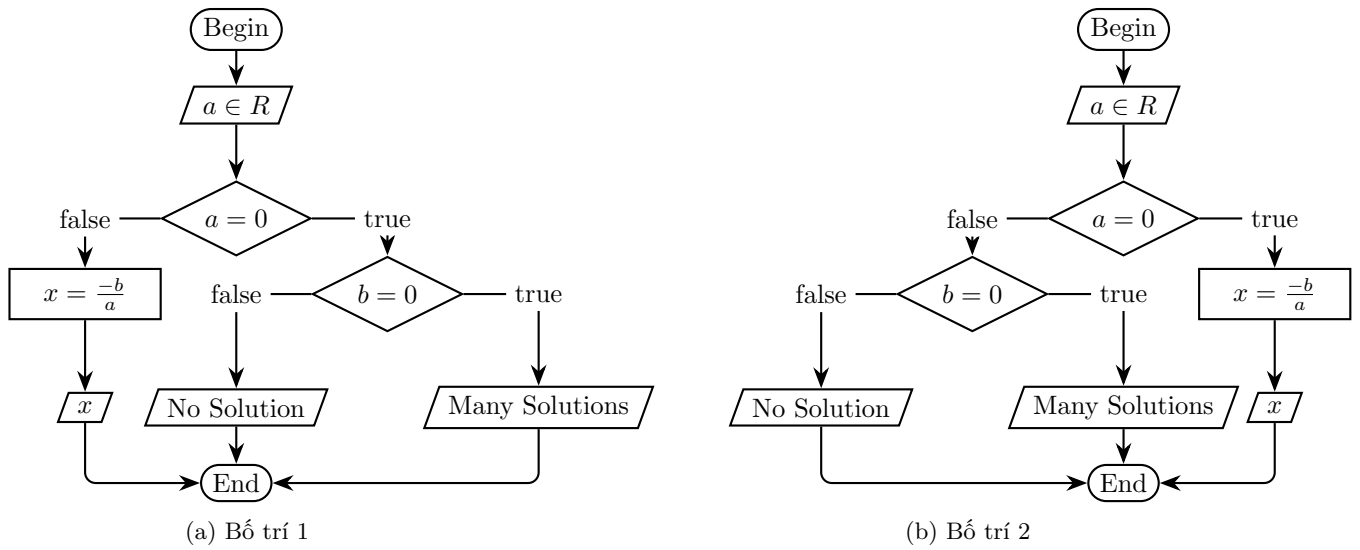 Begin
a ∈ R
a = 0
false
true
x = -b/a
false
b = 0
true
x
No Solution
Many Solutions
End
(a) Bố trí 1
Begin
a ∈ R
a = 0
false
true
false
b = 0
true
x = -b/a
No Solution
Many Solutions
x
End
(b) Bố trí 2